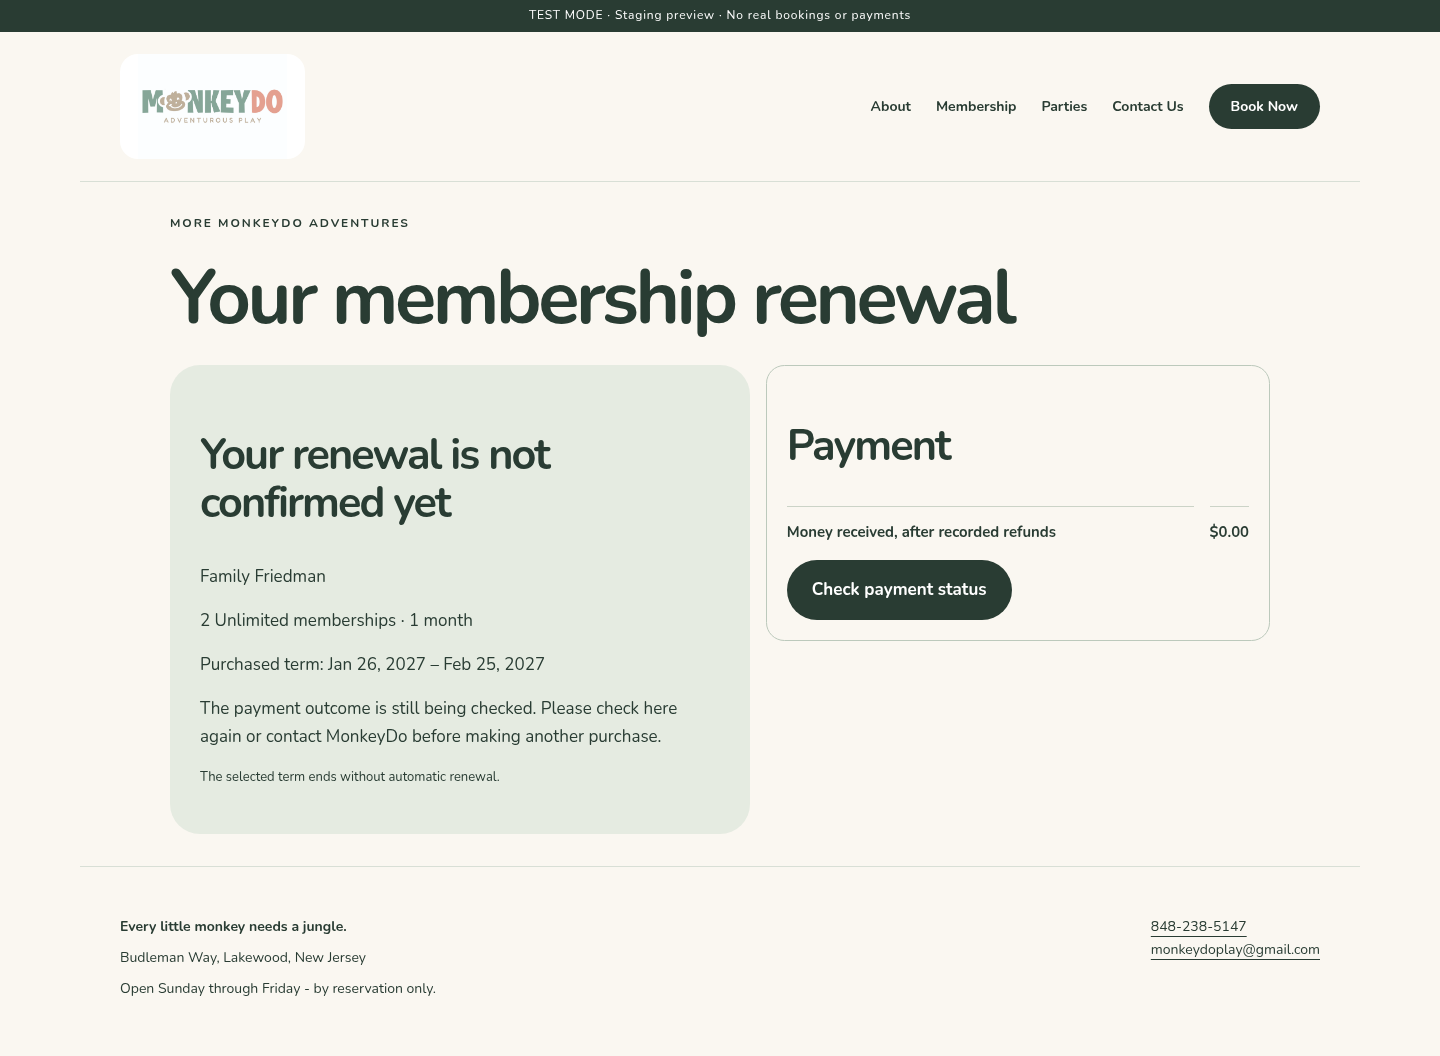 TEST MODE · Staging preview · No real bookings or payments
MONKEYDO
ADVENTUROUS PLAY
About
Membership
Parties
Contact Us
Book Now
MORE MONKEYDO ADVENTURES
Your membership renewal
Your renewal is not
confirmed yet
Family Friedman
2 Unlimited memberships · 1 month
Purchased term: Jan 26, 2027 – Feb 25, 2027
The payment outcome is still being checked. Please check here
again or contact MonkeyDo before making another purchase.
The selected term ends without automatic renewal.
Payment
Money received, after recorded refunds $0.00
Check payment status
Every little monkey needs a jungle.
Budleman Way, Lakewood, New Jersey
Open Sunday through Friday - by reservation only.
848-238-5147
monkeydoplay@gmail.com